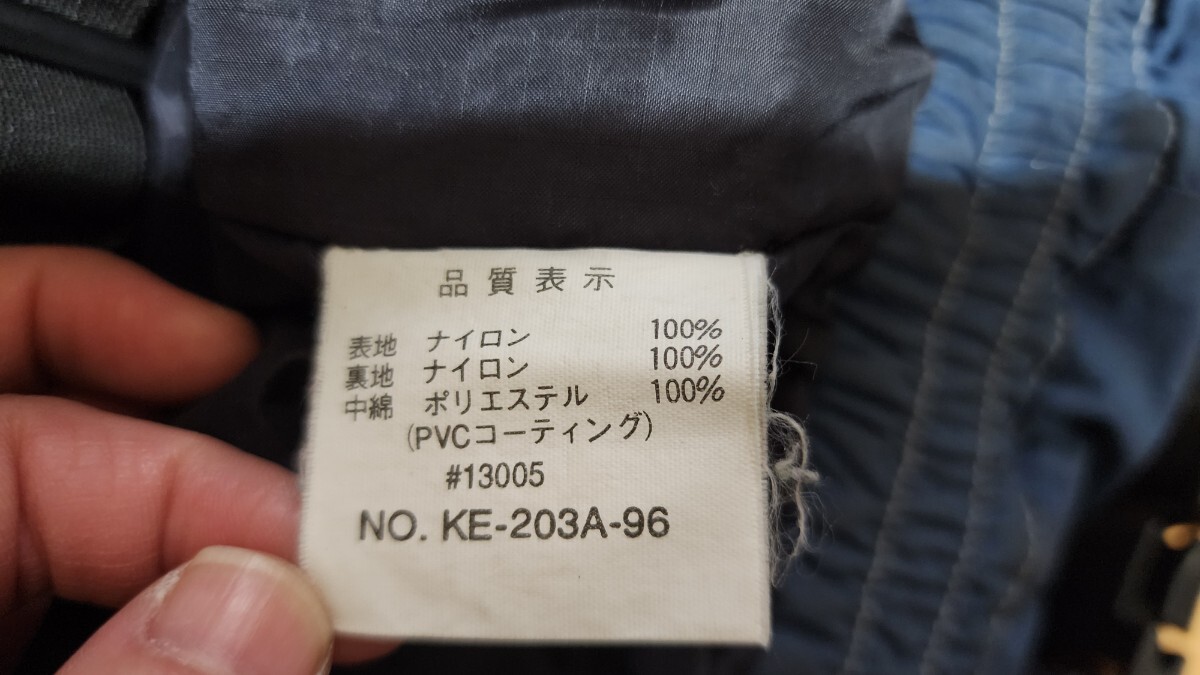 品質表示
表地 ナイロン 100%
裏地 ナイロン 100%
中綿 ポリエステル 100%
(PVCコーティング)
#13005
NO. KE-203A-96